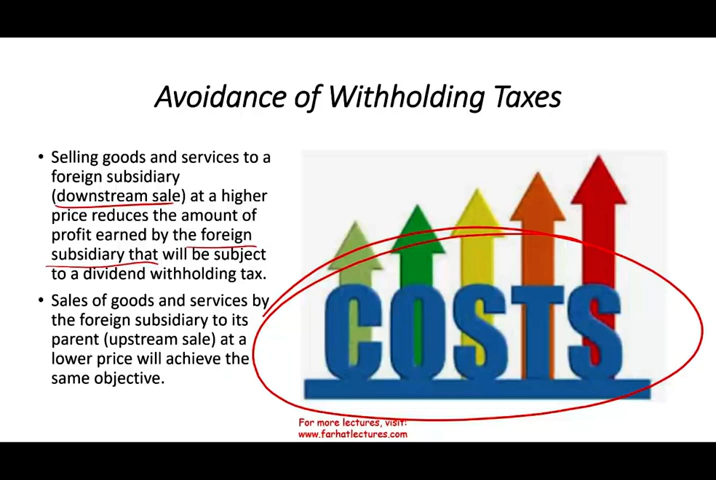 Avoidance of Withholding Taxes
• Selling goods and services to a
foreign subsidiary
(downstream sale) at a higher
price reduces the amount of
profit earned by the foreign
subsidiary that will be subject
to a dividend withholding tax.
• Sales of goods and services by
the foreign subsidiary to its
parent (upstream sale) at a
lower price will achieve the
same objective.
COSTS
For more lectures, visit:
www.farhatlectures.com